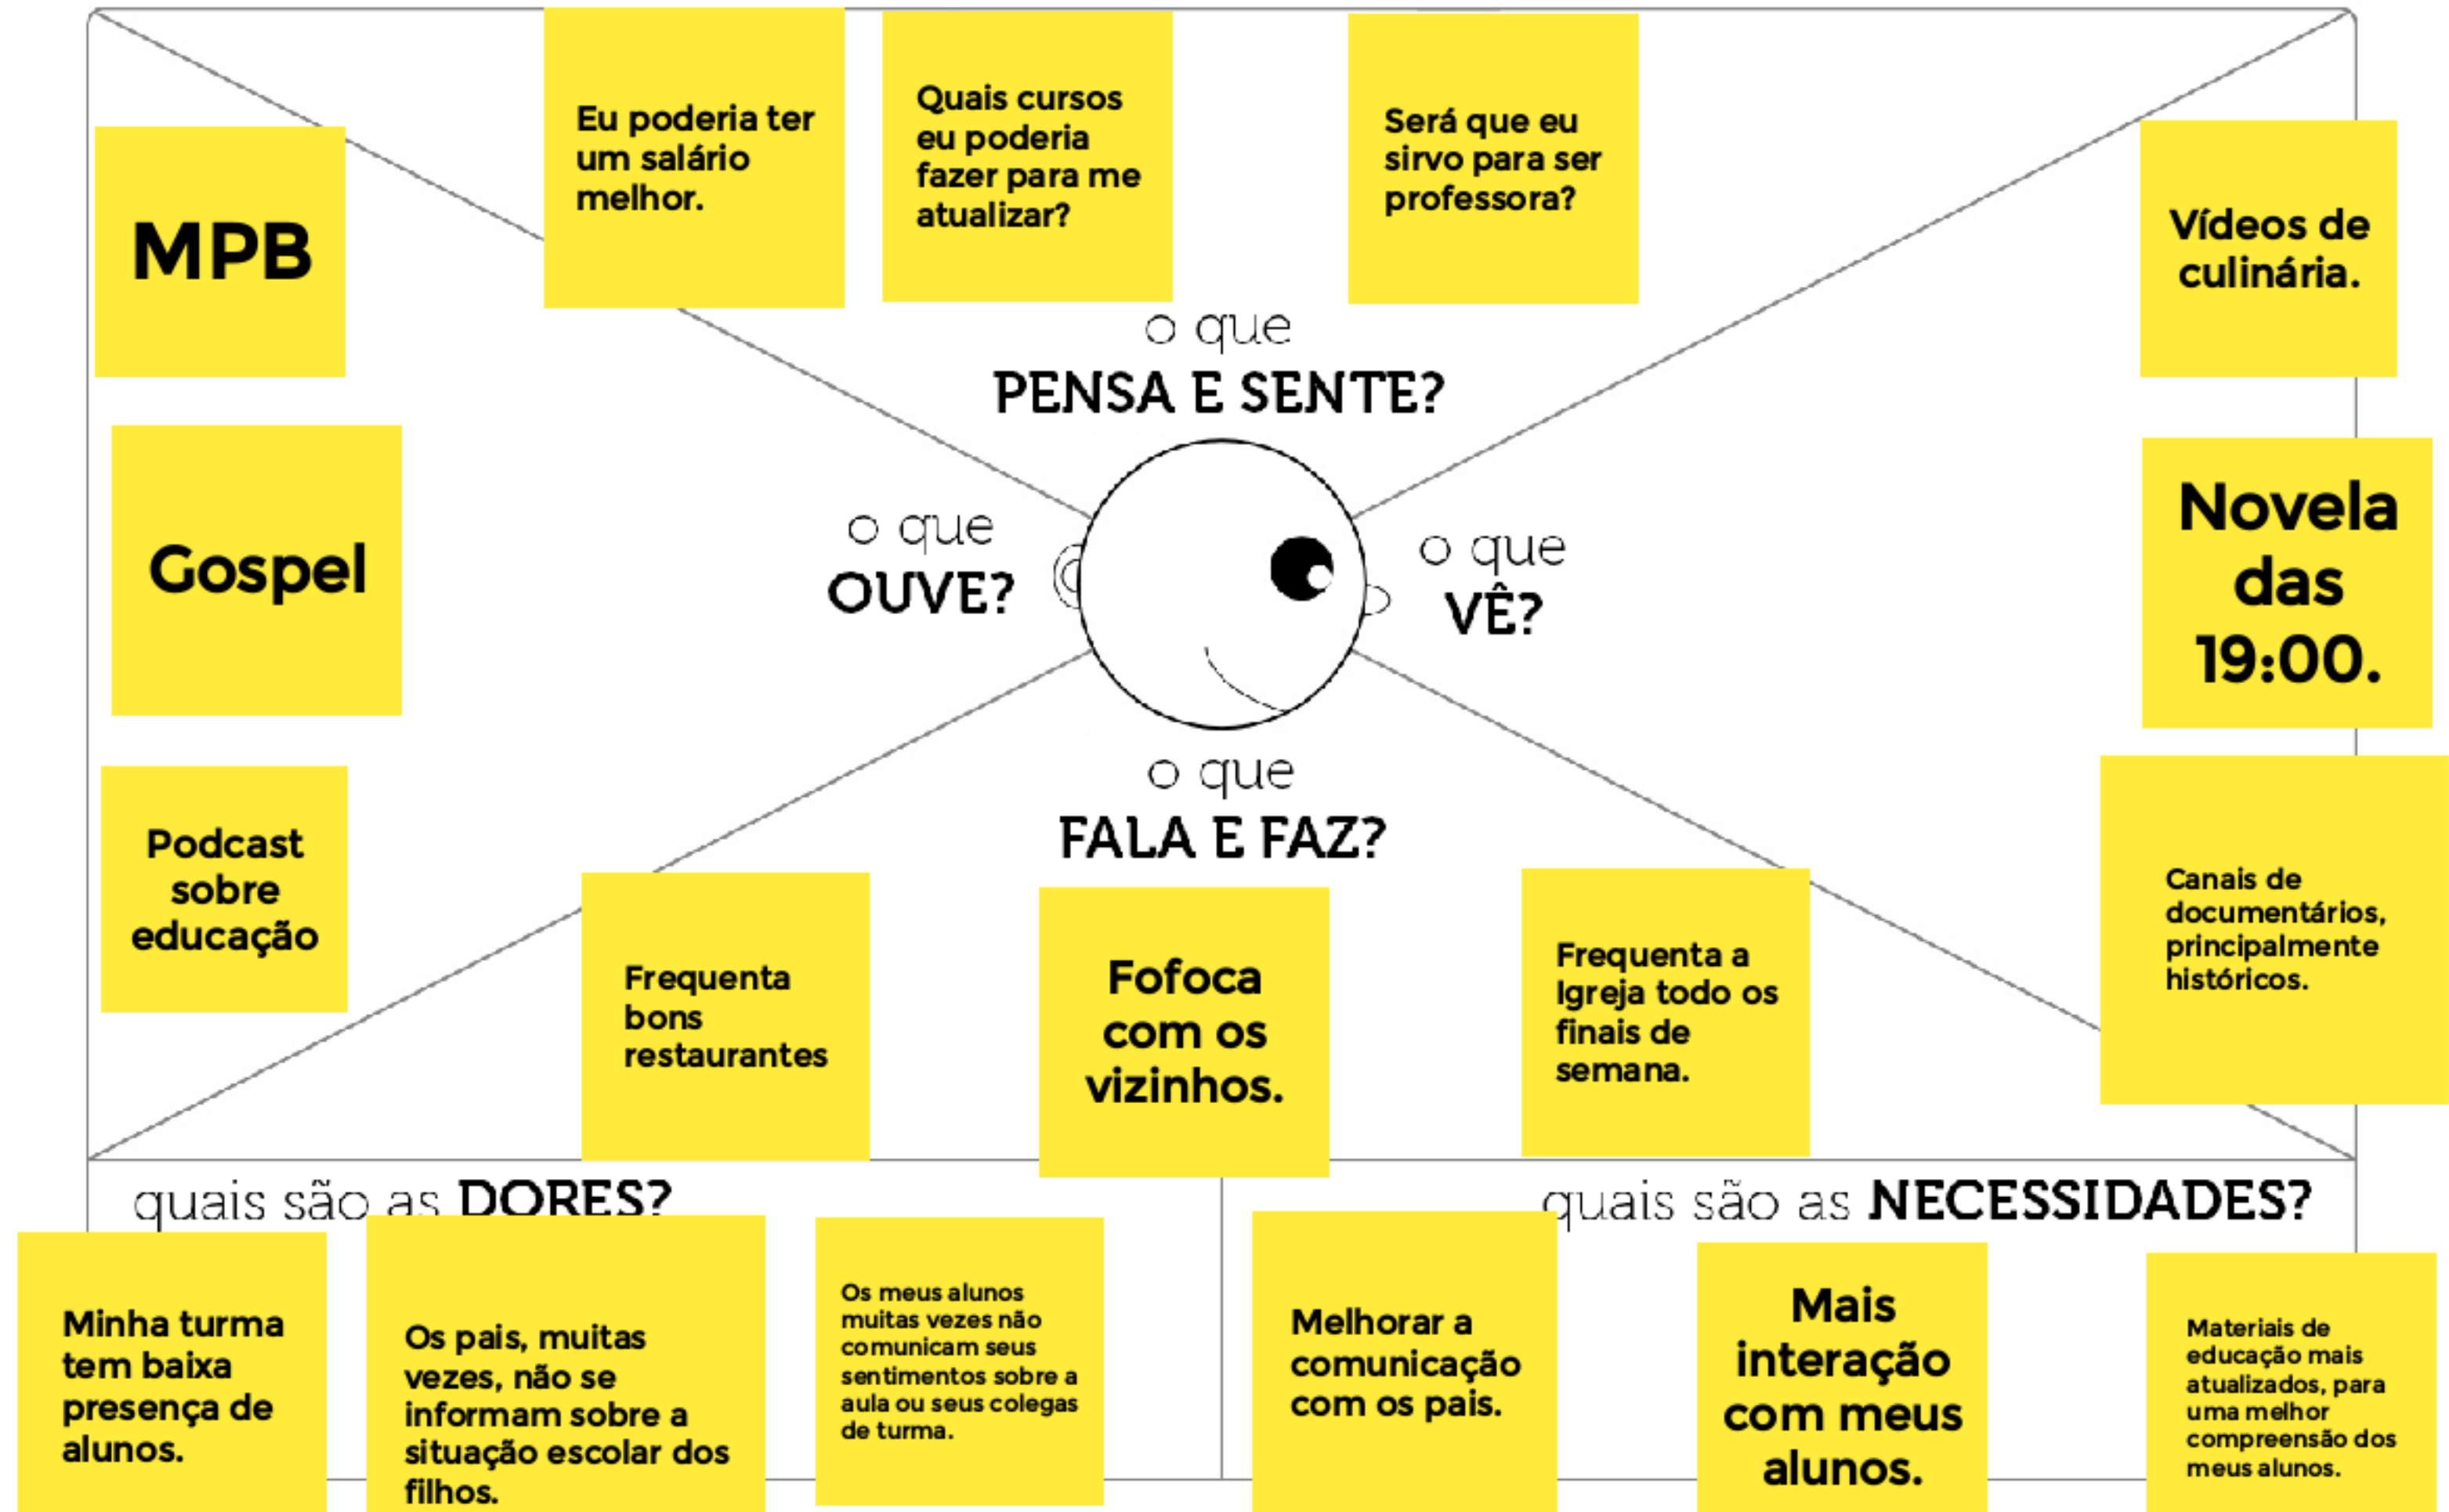 Eu poderia ter
um salário
melhor.
Quais cursos
eu poderia
fazer para me
atualizar?
Será que eu
sirvo para ser
professora?
o que
PENSA E SENTE?
MPB
Gospel
Podcast
sobre
educação
o que
OUVE?
o que
VÊ?
Vídeos de
culinária.
Novela
das
19:00.
Canais de
documentários,
principalmente
históricos.
o que
FALA E FAZ?
Frequenta
bons
restaurantes
Fofoca
com os
vizinhos.
Frequenta a
Igreja todo os
finais de
semana.
quais são as DORES?
Minha turma
tem baixa
presença de
alunos.
Os pais, muitas
vezes, não se
informam sobre a
situação escolar dos
filhos.
Os meus alunos
muitas vezes não
comunicam seus
sentimentos sobre a
aula ou seus colegas
de turma.
quais são as NECESSIDADES?
Melhorar a
comunicação
com os pais.
Mais
interação
com meus
alunos.
Materiais de
educação mais
atualizados, para
uma melhor
compreensão dos
meus alunos.